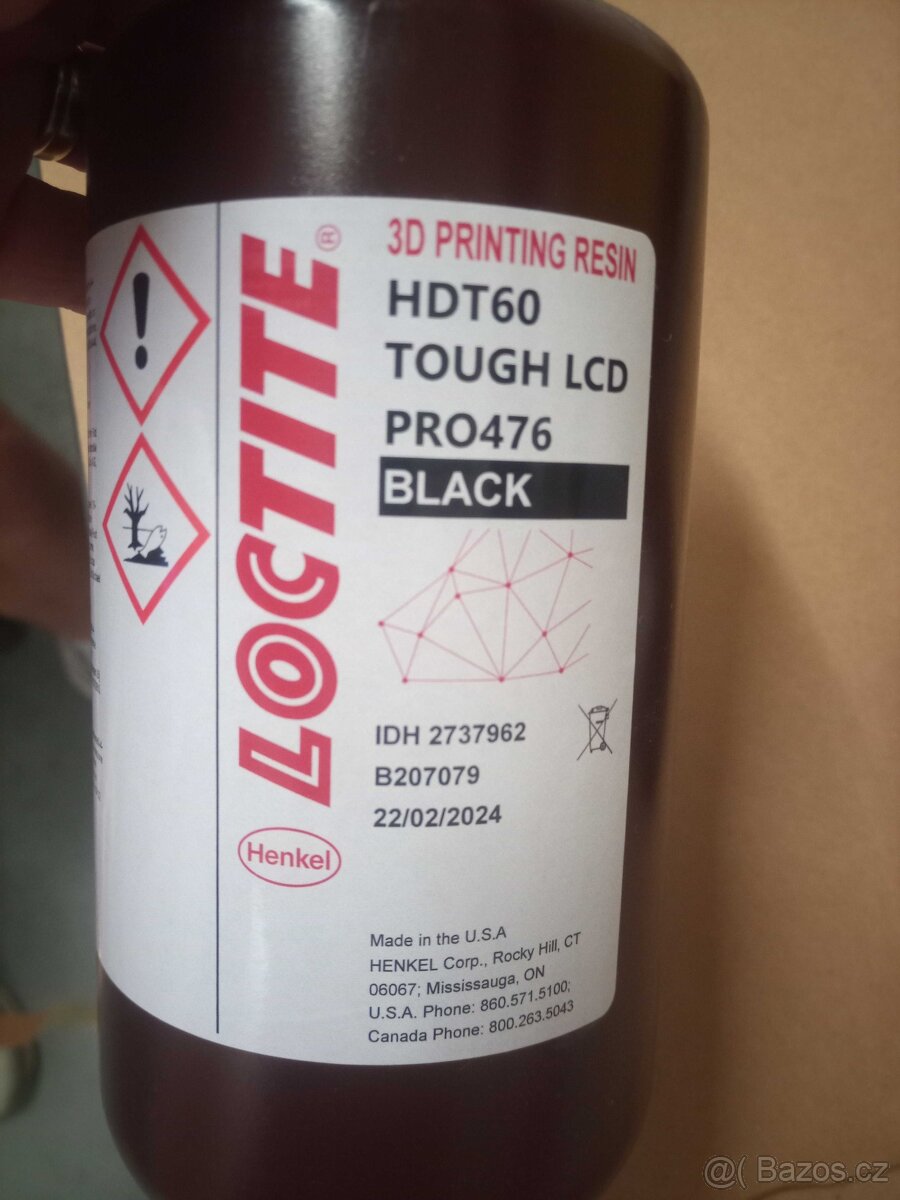 3D PRINTING RESIN
HDT60
TOUGH LCD
PRO476
BLACK
LOCTITE®
IDH 2737962
B207079
22/02/2024
Henkel
Made in the U.S.A
HENKEL Corp., Rocky Hill, CT
06067; Mississauga, ON
U.S.A. Phone: 860.571.5100;
Canada Phone: 800.263.5043
@( Bazos.cz